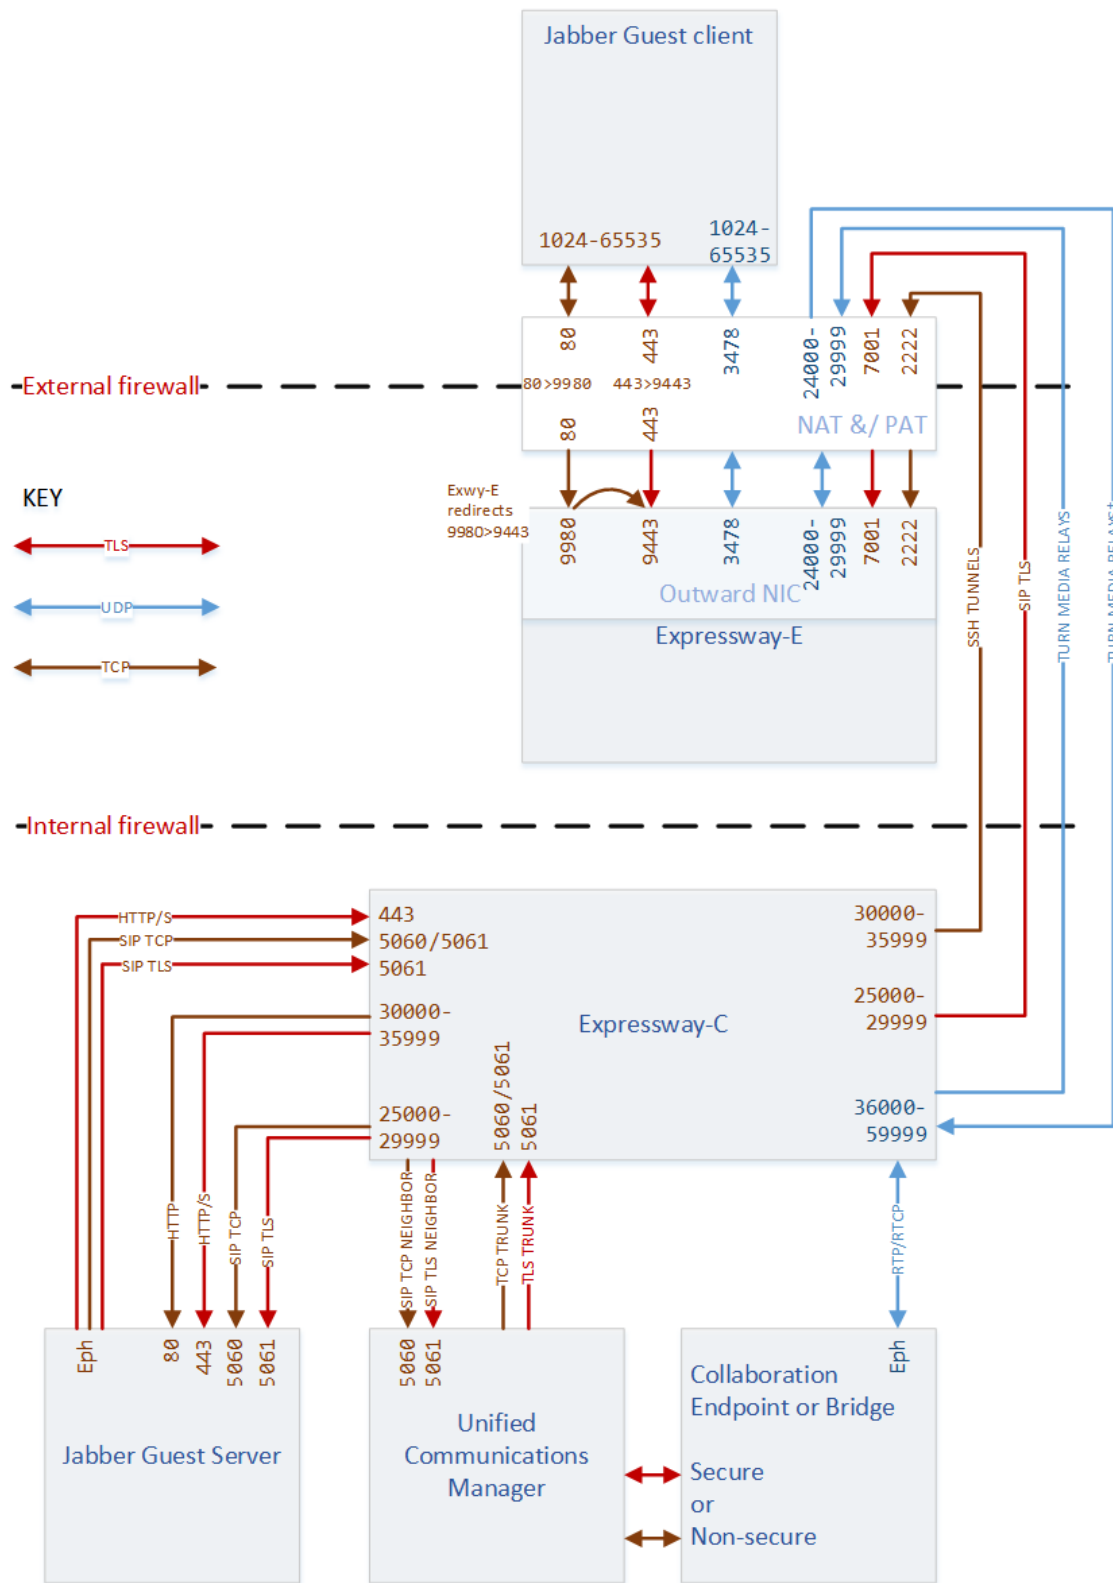 Jabber Guest client
1024-65535
1024-
65535
80
443
3478
24000-
29999
7001
2222
External firewall
80>9980
443>9443
80
443
NAT &/ PAT
KEY
TLS
UDP
TCP
Exwy-E
redirects
9980>9443
9980
9443
3478
24000-
29999
7001
2222
Outward NIC
Expressway-E
SSH TUNNELS
SIP TLS
TURN MEDIA RELAYS
TURN MEDIA RELAYS+
Internal firewall
HTTP/S
SIP TCP
SIP TLS
443
5060/5061
5061
30000-
35999
25000-
29999
5060/5061
5061
Expressway-C
30000-
35999
25000-
29999
36000-
59999
HTTP
HTTP/S
SIP TCP
SIP TLS
SIP TCP NEIGHBOR
SIP TLS NEIGHBOR
TCP TRUNK
TLS TRUNK
RTP/RTCP
Eph
80
443
5060
5061
Jabber Guest Server
5060
5061
Unified
Communications
Manager
Eph
Collaboration
Endpoint or Bridge
Secure
or
Non-secure